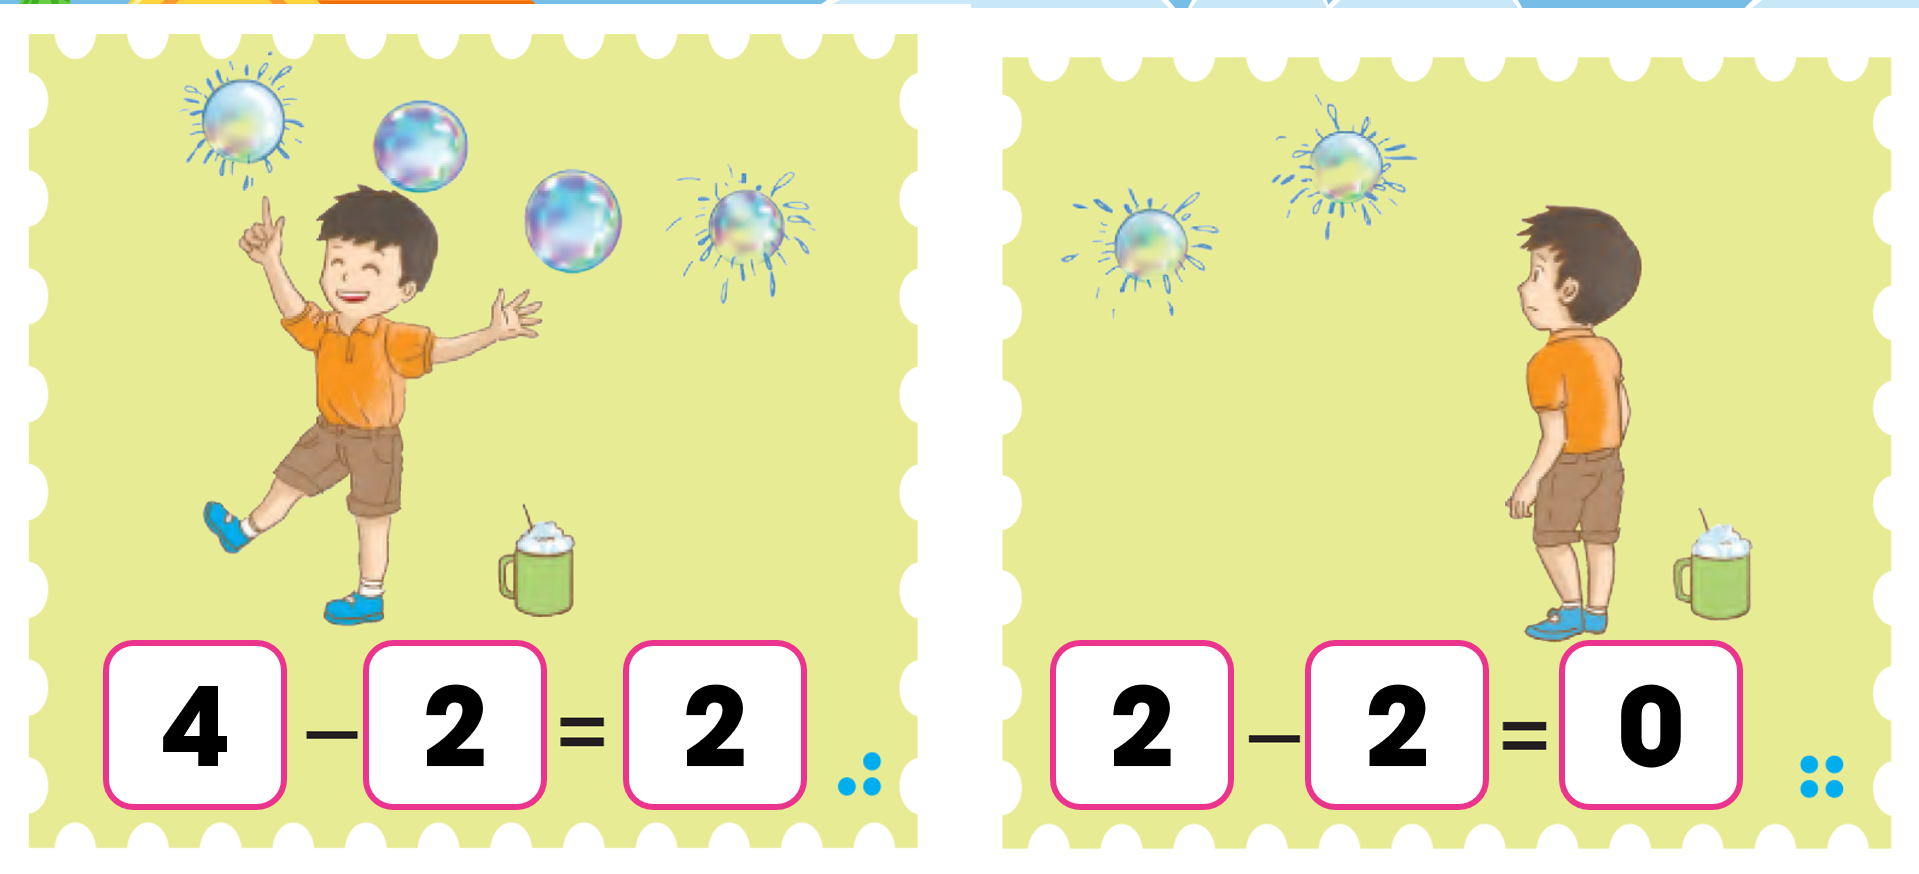 4 – 2 = 2
2 – 2 = 0